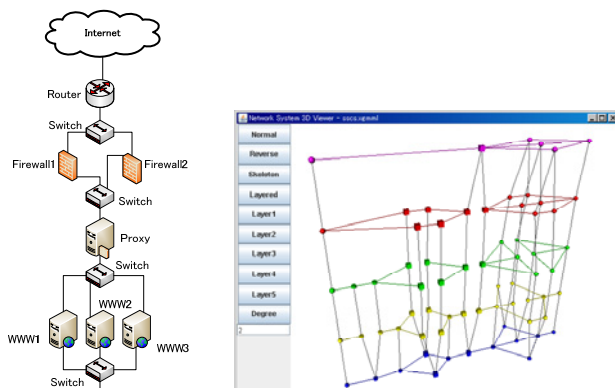 Internet
Router
Switch
Firewall1
Firewall2
Switch
Proxy
Switch
WWW2
WWW1
WWW3
Switch
Network System 3D Viewer - sscs.vpmml
Normal
Reverse
Skeleton
Layered
Layer1
Layer2
Layer3
Layer4
Layer5
Degree
2